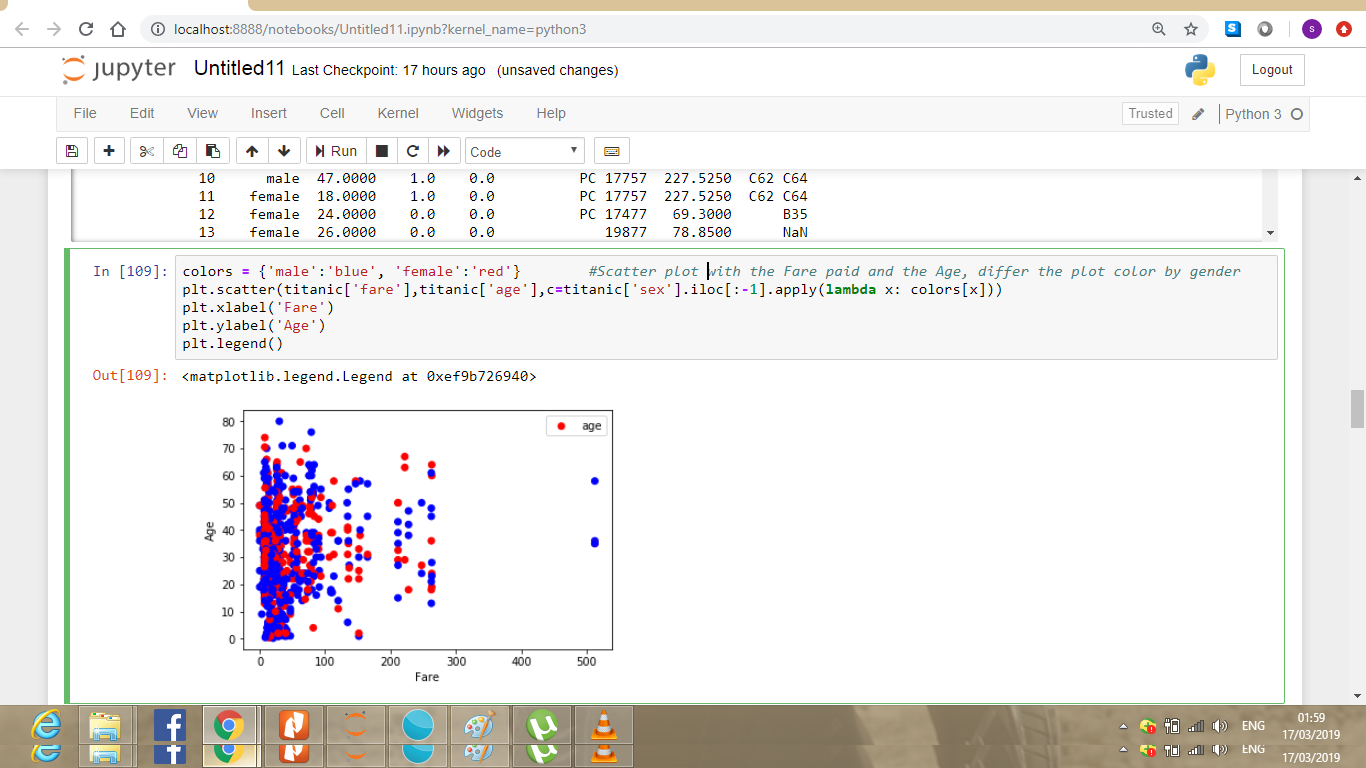 localhost:8888/notebooks/Untitled11.ipynb?kernel_name=python3
S
s
jupyter Untitled11 Last Checkpoint: 17 hours ago (unsaved changes)
Logout
File Edit View Insert Cell Kernel Widgets Help
Trusted Python 3
Run Code
10 male 47.0000 1.0 0.0 PC 17757 227.5250 C62 C64
11 female 18.0000 1.0 0.0 PC 17757 227.5250 C62 C64
12 female 24.0000 0.0 0.0 PC 17477 69.3000 B35
13 female 26.0000 0.0 0.0 19877 78.8500 NaN
In [109]: colors = {'male':'blue', 'female':'red'} #Scatter plot with the Fare paid and the Age, differ the plot color by gender
plt.scatter(titanic['fare'],titanic['age'],c=titanic['sex'].iloc[:-1].apply(lambda x: colors[x]))
plt.xlabel('Fare')
plt.ylabel('Age')
plt.legend()
Out[109]: <matplotlib.legend.Legend at 0xef9b726940>
age
80
70
60
50
40
30
20
10
0
Age
0 100 200 300 400 500
Fare
ENG
01:59
17/03/2019
ENG
17/03/2019